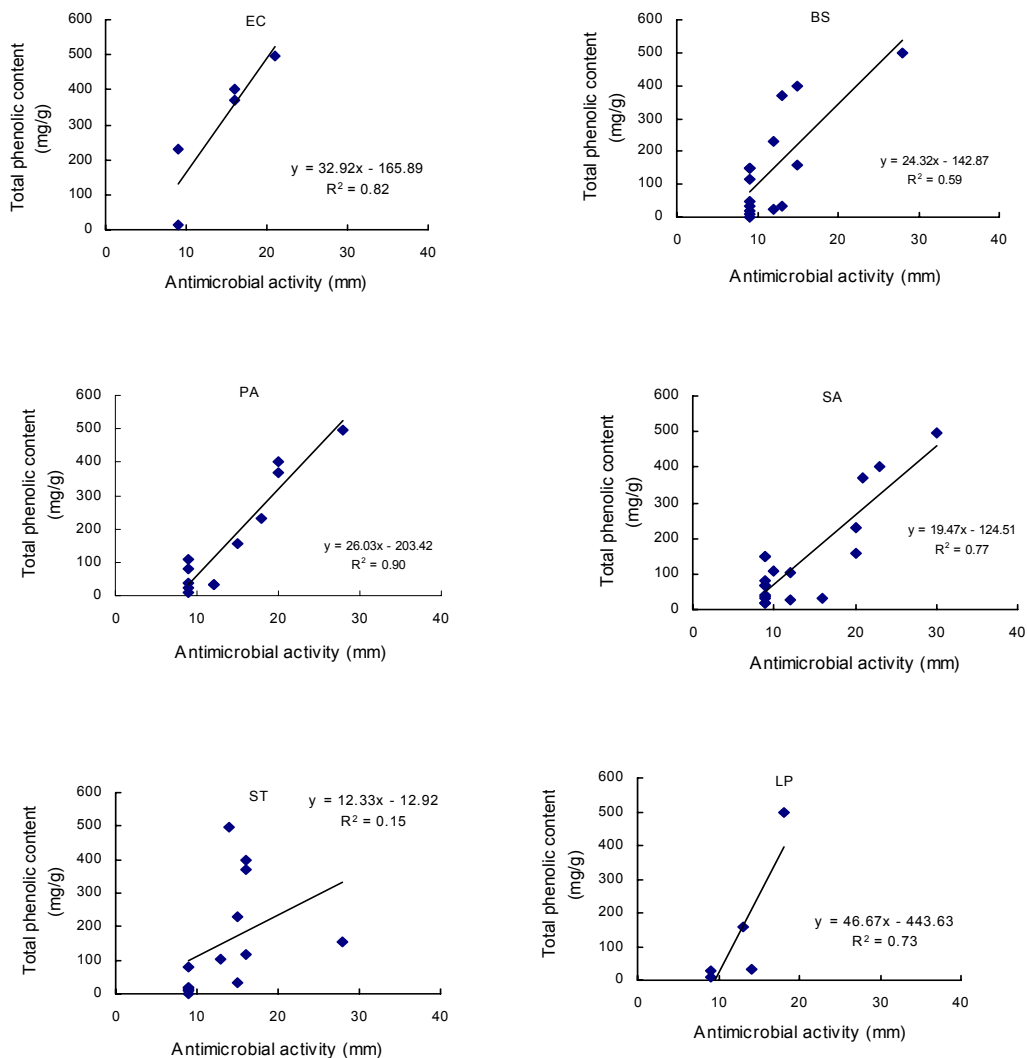 EC
Total phenolic content
(mg/g)
600
500
400
300
200
100
0
y = 32.92x - 165.89
R² = 0.82
0 10 20 30 40
Antimicrobial activity (mm)
BS
Total phenolic content
(mg/g)
600
500
400
300
200
100
0
y = 24.32x - 142.87
R² = 0.59
0 10 20 30 40
Antimicrobial activity (mm)
PA
Total phenolic content
(mg/g)
600
500
400
300
200
100
0
y = 26.03x - 203.42
R² = 0.90
0 10 20 30 40
Antimicrobial activity (mm)
SA
Total phenolic content
(mg/g)
600
500
400
300
200
100
0
y = 19.47x - 124.51
R² = 0.77
0 10 20 30 40
Antimicrobial activity (mm)
ST
Total phenolic content
(mg/g)
600
500
400
300
200
100
0
y = 12.33x - 12.92
R² = 0.15
0 10 20 30 40
Antimicrobial activity (mm)
LP
Total phenolic content
(mg/g)
600
500
400
300
200
100
0
y = 46.67x - 443.63
R² = 0.73
0 10 20 30 40
Antimicrobial activity (mm)